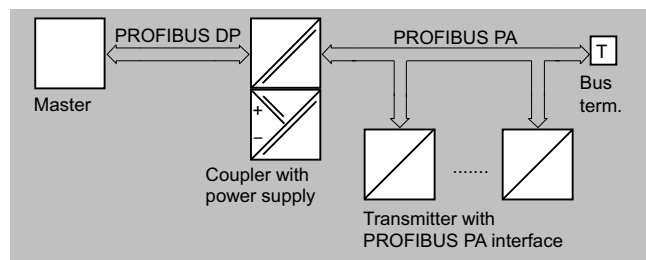 PROFIBUS DP
PROFIBUS PA
T
Master
Bus
term.
+
–
Coupler with
power supply
.......
Transmitter with
PROFIBUS PA interface